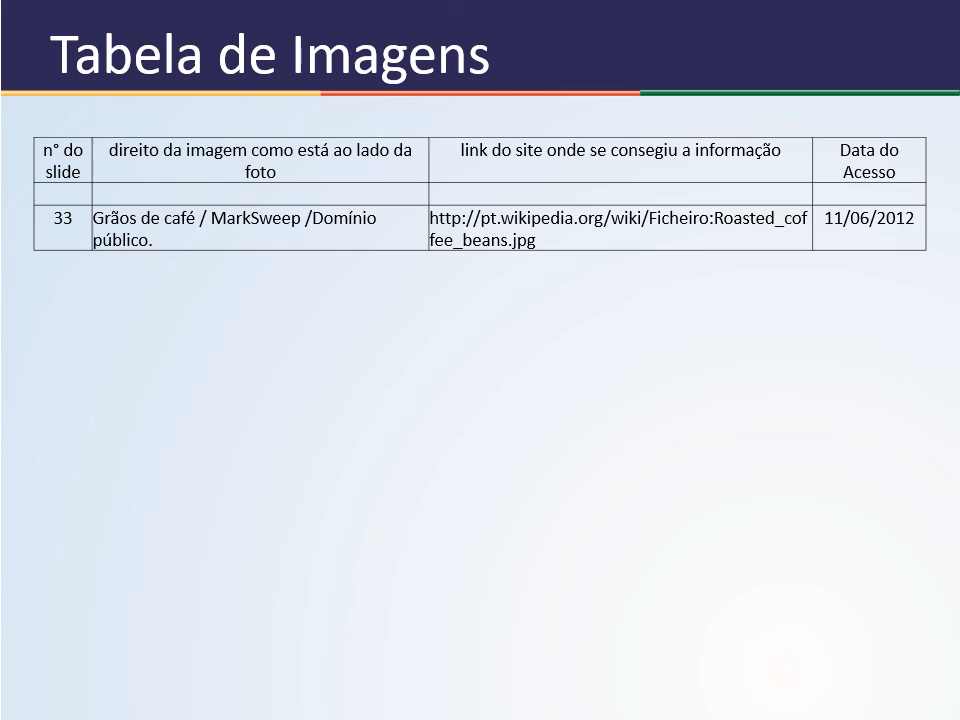 Tabela de Imagens
n° do slide
direito da imagem como está ao lado da foto
link do site onde se consegiu a informação
Data do Acesso
33
Grãos de café / MarkSweep /Domínio público.
http://pt.wikipedia.org/wiki/Ficheiro:Roasted_coffee_beans.jpg
11/06/2012